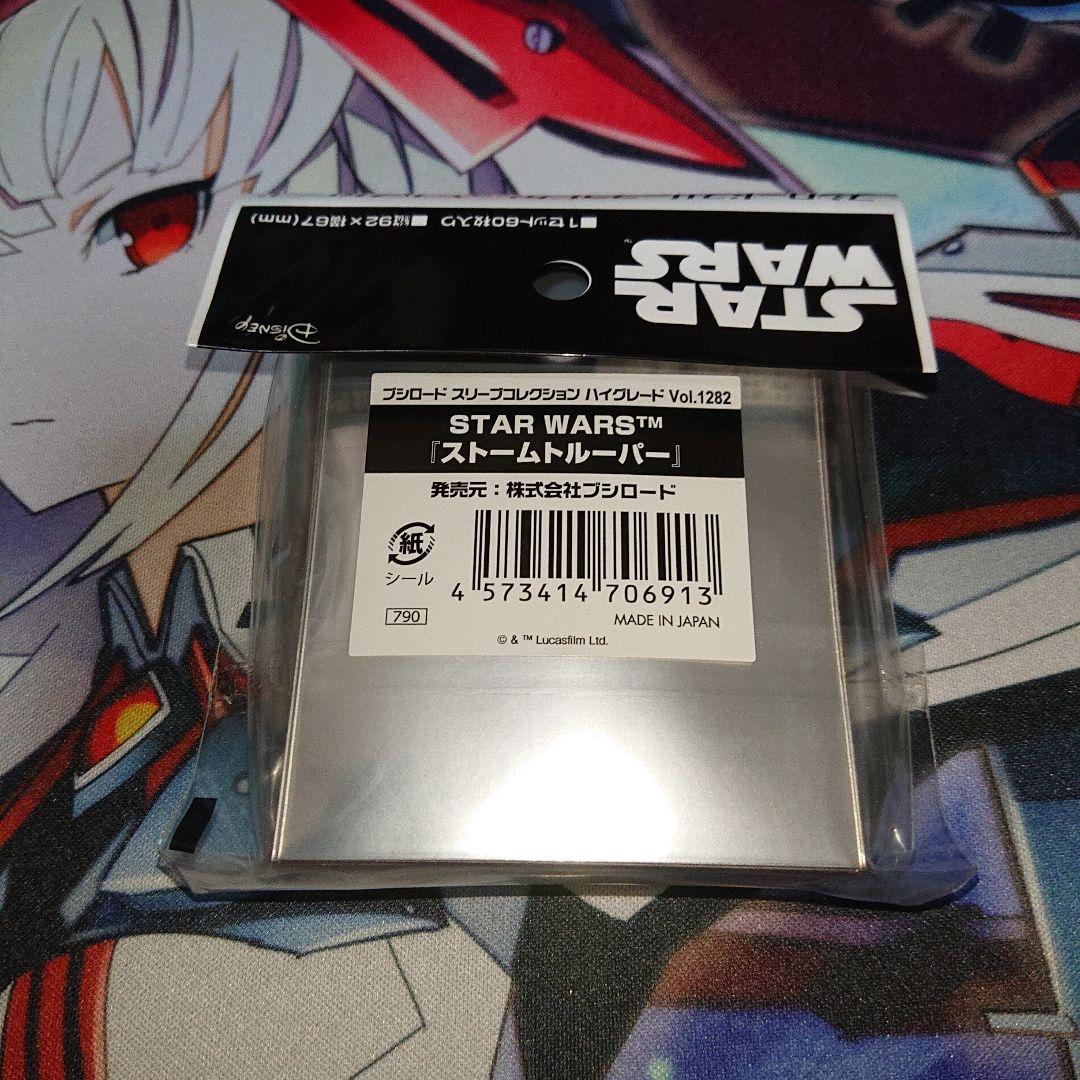 ■1セット60枚入り ■縦92×横67(mm)
STAR
WARS™
Disney
ブシロード スリーブコレクション ハイグレード Vol.1282
STAR WARS™
『ストームトルーパー』
発売元:株式会社ブシロード
紙
シール
4 573414 706913
790
MADE IN JAPAN
© & ™ Lucasfilm Ltd.